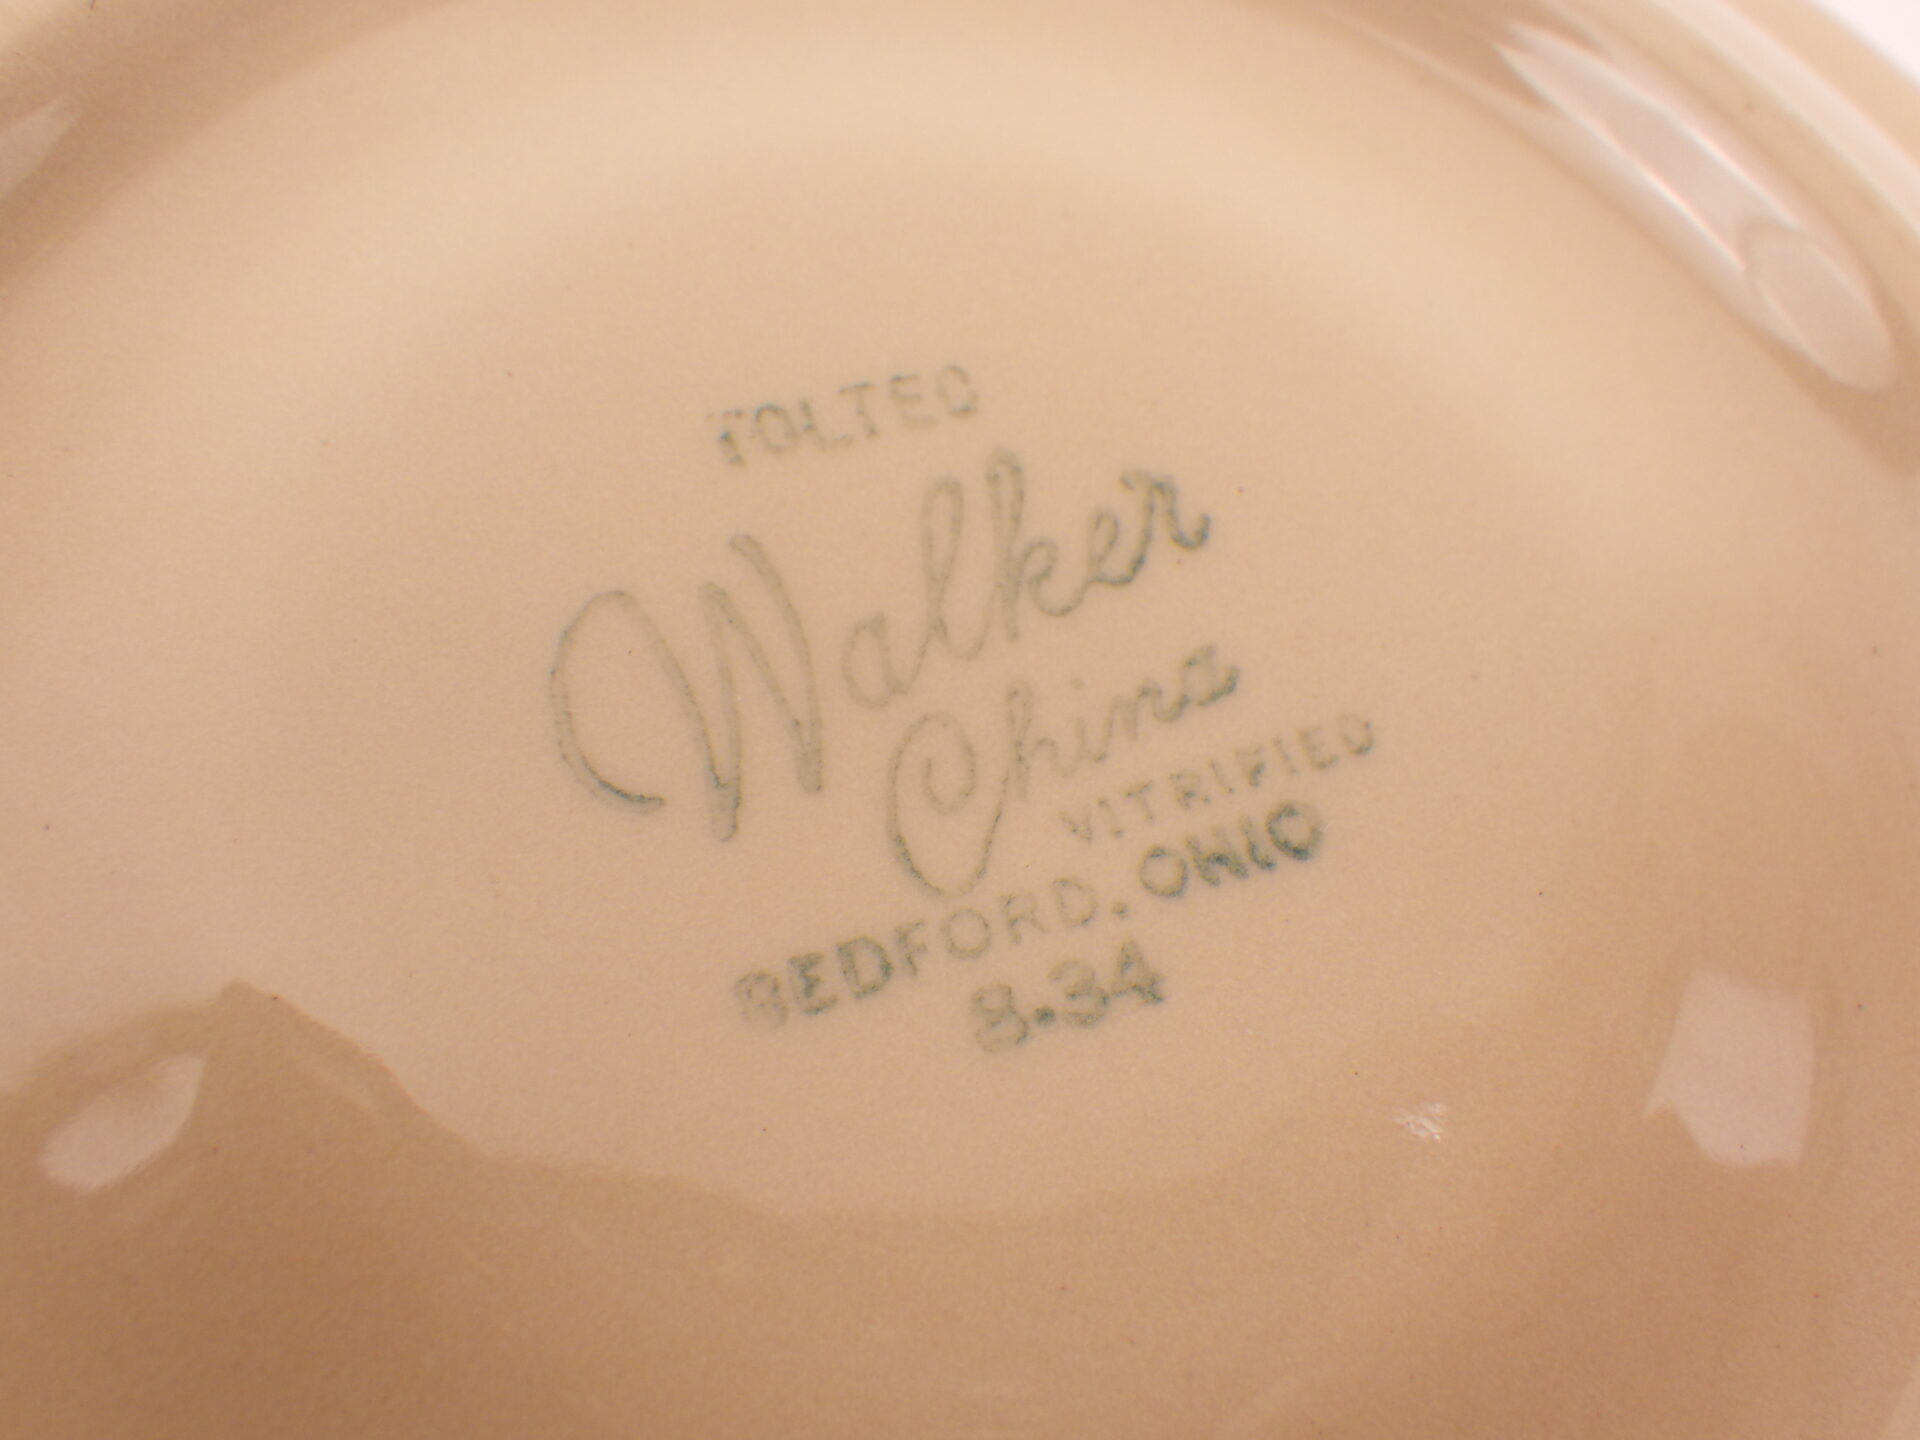 TOLTEC
Walker
China
VITRIFIED
BEDFORD, OHIO
8-34